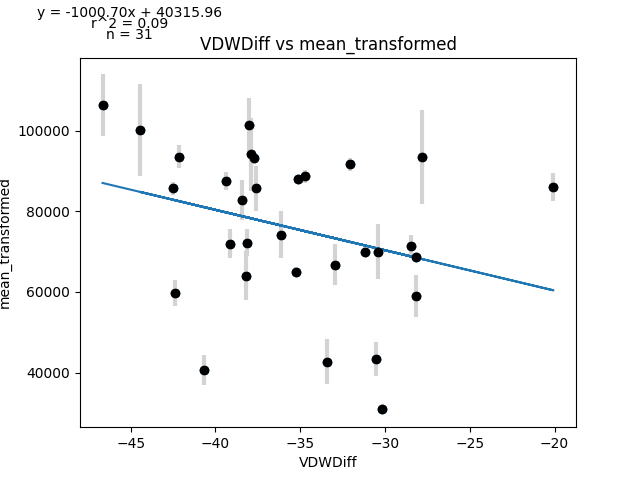 y = -1000.70x + 40315.96
r^2 = 0.09
n = 31
VDWDiff vs mean_transformed
100000
80000
60000
40000
mean_transformed
−45
−40
−35
−30
−25
−20
VDWDiff